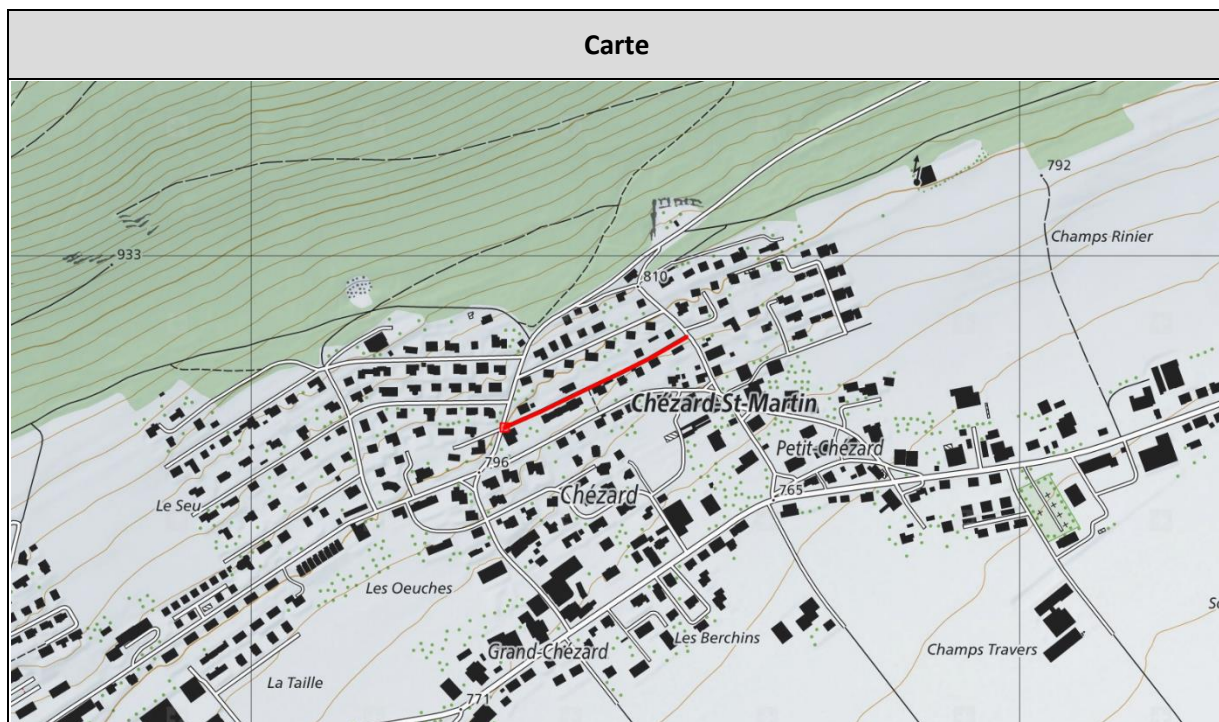 Carte
792
Champs Rinier
933
810
Chézard-St-Martin
796
Petit-Chézard
Chézard
765
Le Seu
Les Oeuches
Les Berchins
Grand-Chézard
Champs Travers
La Taille
771